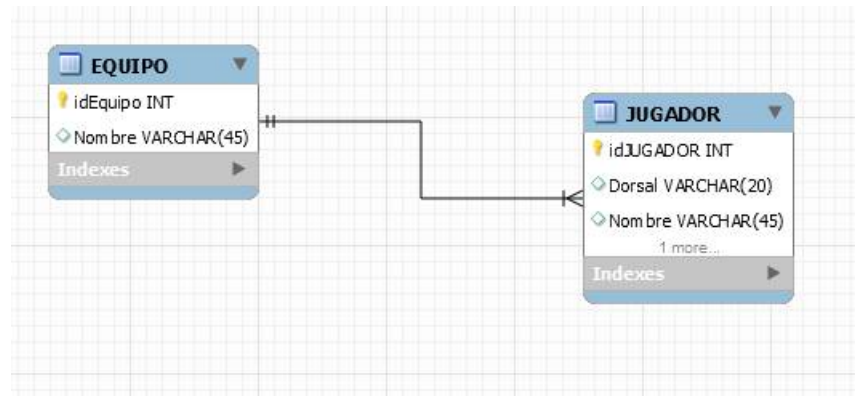 EQUIPO
idEquipo INT
Nombre VARCHAR(45)
Indexes
JUGADOR
idJUGADOR INT
Dorsal VARCHAR(20)
Nombre VARCHAR(45)
1 more...
Indexes